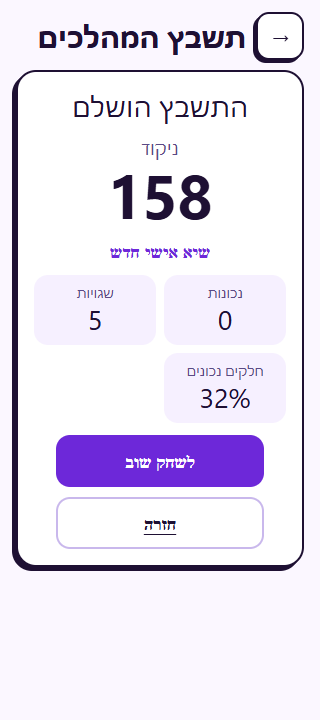 → תשבץ המהלכים
התשבץ הושלם
ניקוד
158
שיא אישי חדש
נכונות
0
שגויות
5
חלקים נכונים
32%
לשחק שוב
חזרה